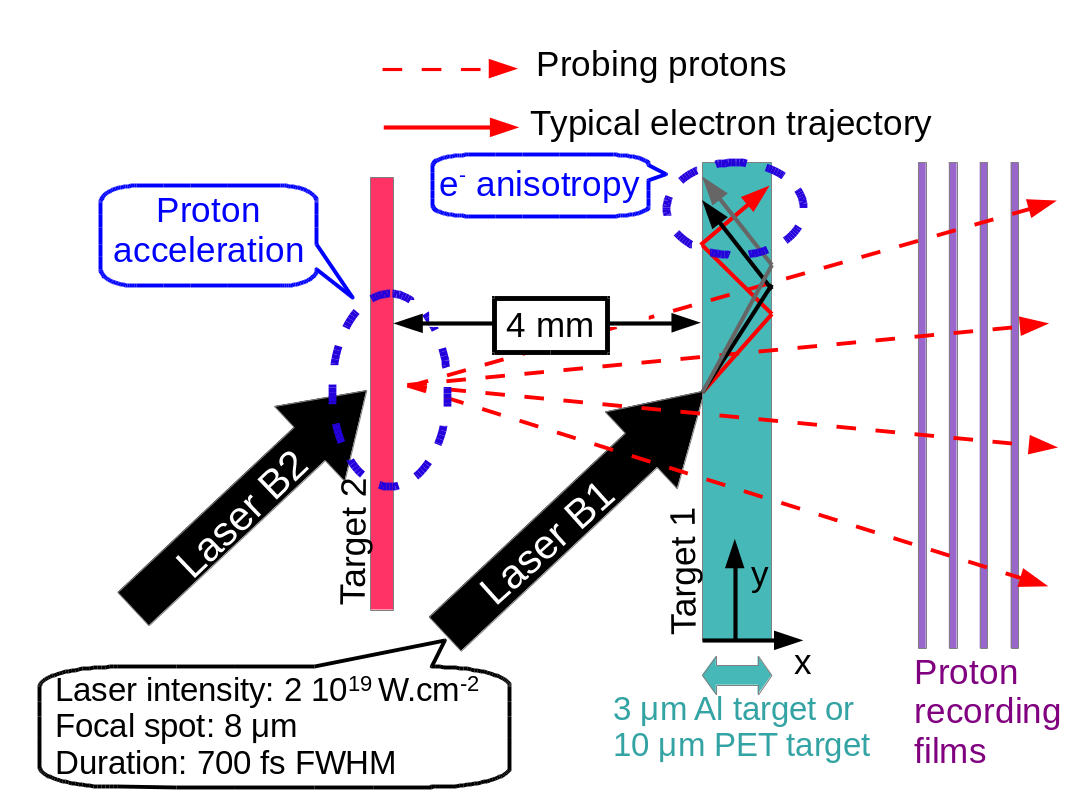 Probing protons
Typical electron trajectory
e- anisotropy
Proton
acceleration
4 mm
Laser B2
Target 2
Laser B1
Target 1
y
x
Laser intensity: 2 10^19 W.cm^-2
Focal spot: 8 μm
Duration: 700 fs FWHM
3 μm Al target or
10 μm PET target
Proton
recording
films